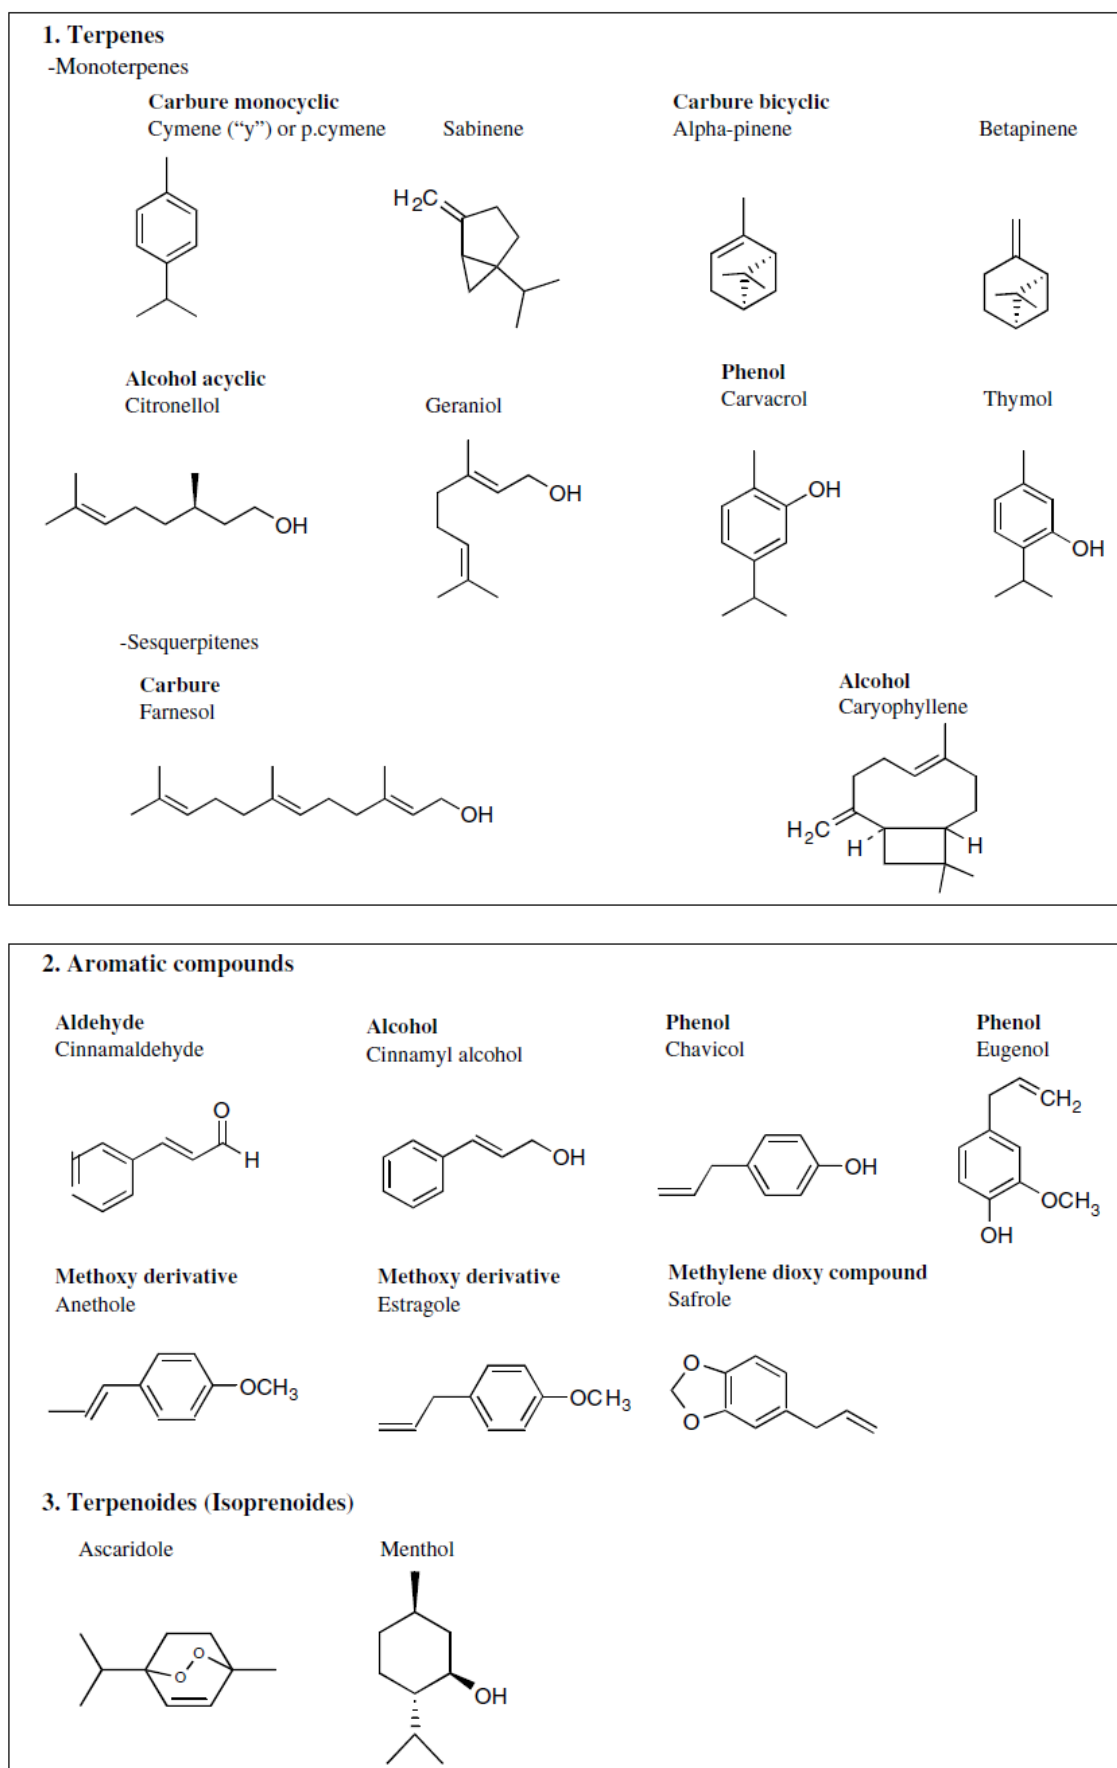 1. Terpenes
-Monoterpenes
Carbure monocyclic
Cymene (“y”) or p.cymene
Sabinene
Carbure bicyclic
Alpha-pinene
Betapinene
H2C
Alcohol acyclic
Citronellol
Geraniol
Phenol
Carvacrol
Thymol
OH
OH
OH
OH
-Sesquerpitenes
Carbure
Farnesol
Alcohol
Caryophyllene
OH
H2C
H
H
2. Aromatic compounds
Aldehyde
Cinnamaldehyde
Alcohol
Cinnamyl alcohol
Phenol
Chavicol
Phenol
Eugenol
O
H
OH
OH
CH2
OCH3
OH
Methoxy derivative
Anethole
Methoxy derivative
Estragole
Methylene dioxy compound
Safrole
OCH3
OCH3
O
O
3. Terpenoides (Isoprenoides)
Ascaridole
Menthol
O
O
OH